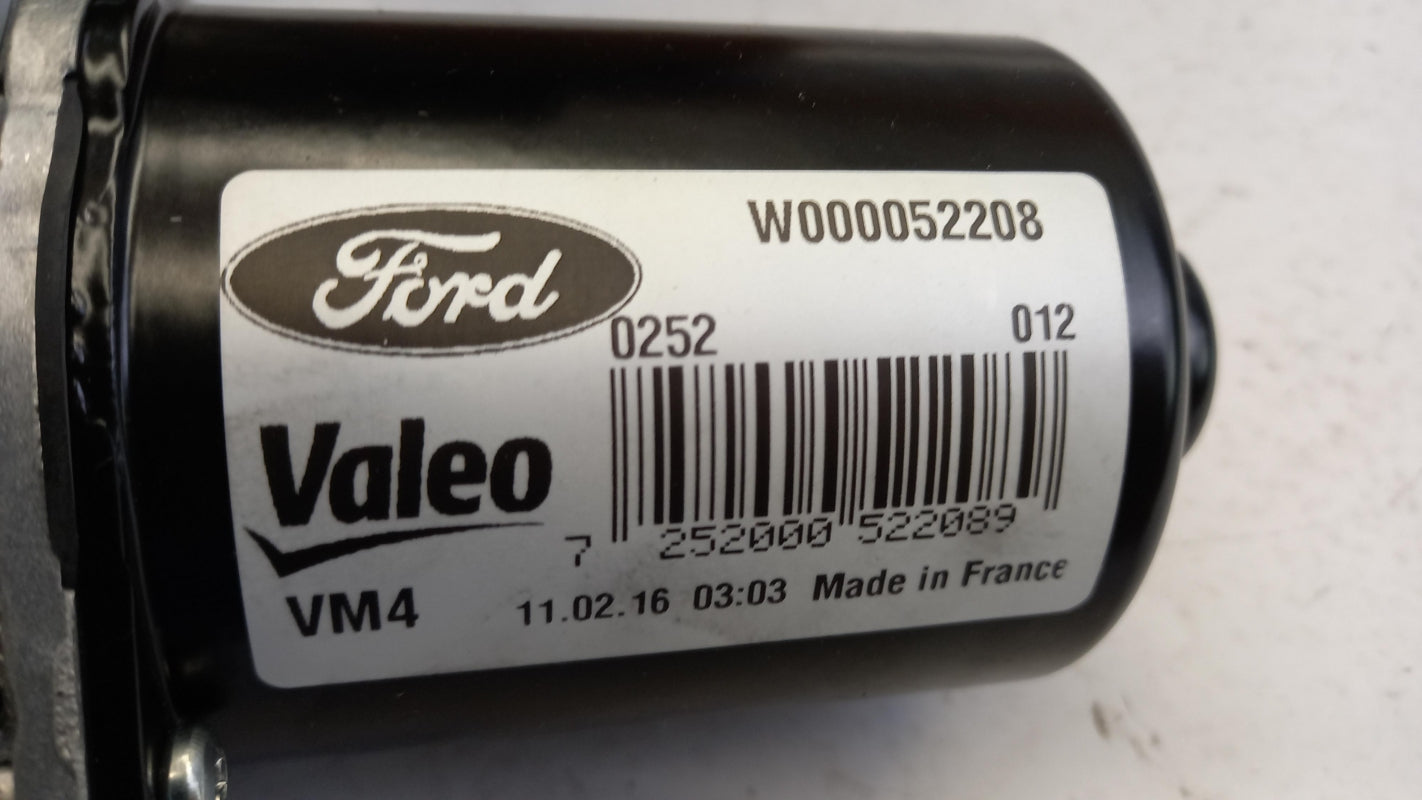 Ford
W000052208
0252 012
7 252000 522089
Valeo
VM4 11.02.16 03:03 Made in France